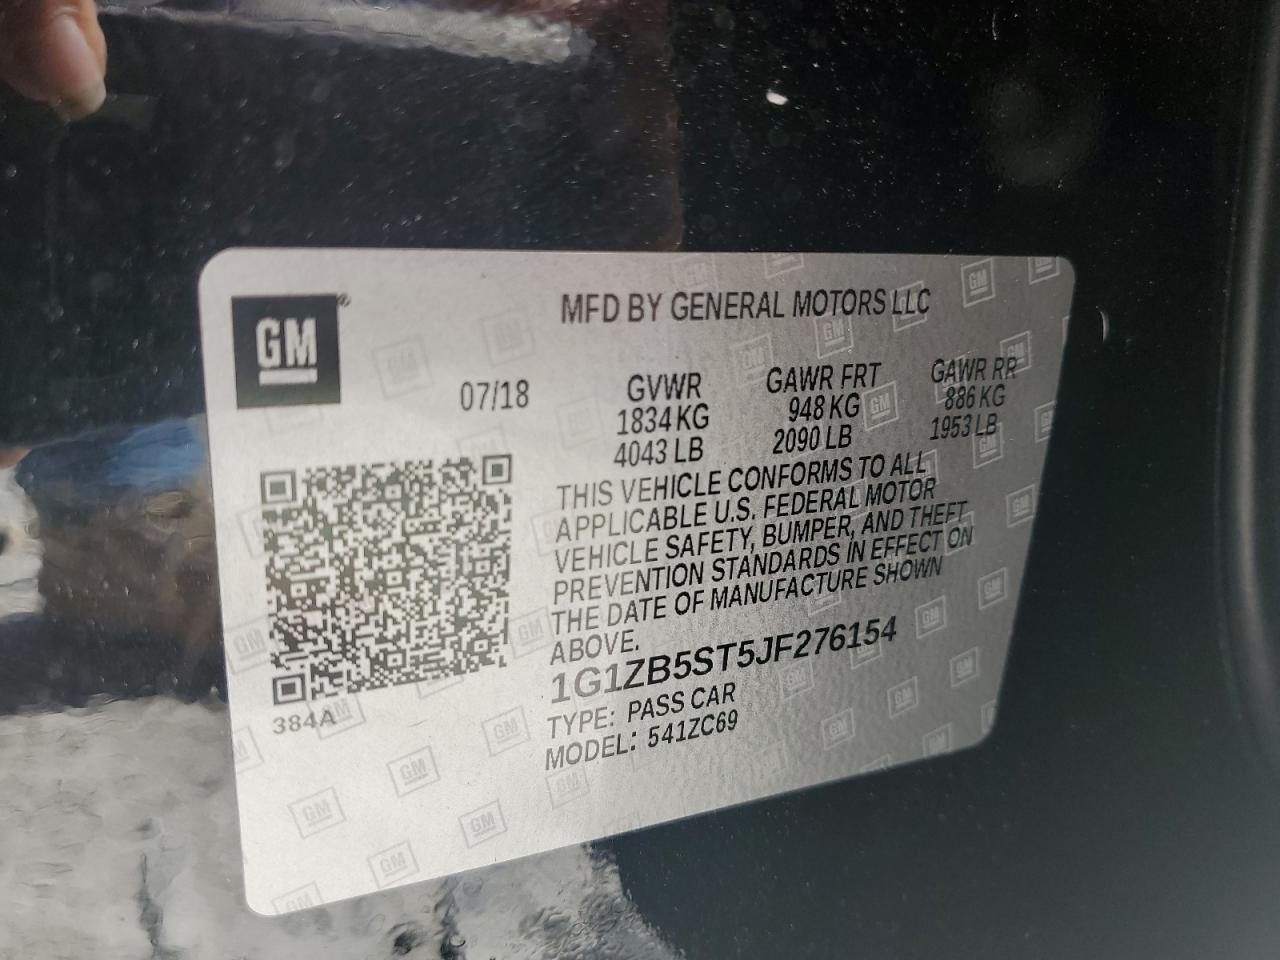 GM®
MFD BY GENERAL MOTORS LLC
07/18 GVWR GAWR FRT GAWR RR
1834 KG 948 KG 886 KG
4043 LB 2090 LB 1953 LB
THIS VEHICLE CONFORMS TO ALL
APPLICABLE U.S. FEDERAL MOTOR
VEHICLE SAFETY, BUMPER, AND THEFT
PREVENTION STANDARDS IN EFFECT ON
THE DATE OF MANUFACTURE SHOWN
ABOVE.
1G1ZB5ST5JF276154
TYPE: PASS CAR
MODEL: 541ZC69
384A